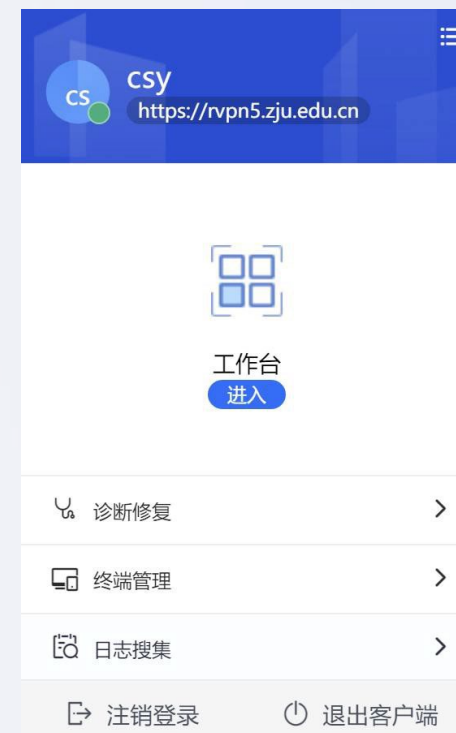 CS
csy
https://rvpn5.zju.edu.cn
工作台
进入
诊断修复
终端管理
日志搜集
注销登录 退出客户端